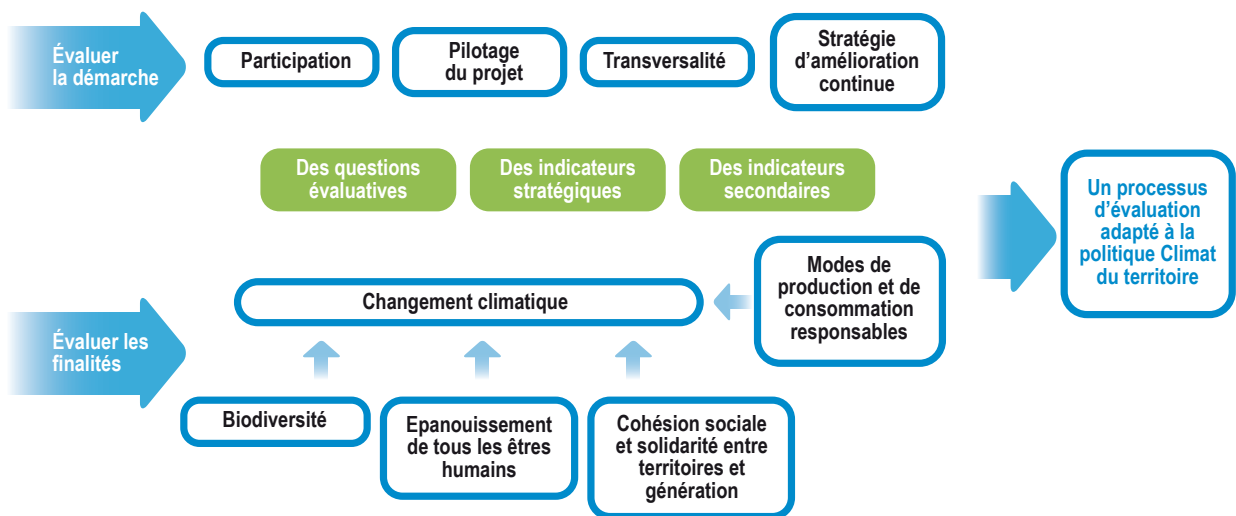 Évaluer
la démarche
Participation
Pilotage
du projet
Transversalité
Stratégie
d’amélioration
continue
Des questions
évaluatives
Des indicateurs
stratégiques
Des indicateurs
secondaires
Un processus
d’évaluation
adapté à la
politique Climat
du territoire
Évaluer les
finalités
Changement climatique
Modes de
production et de
consommation
responsables
Biodiversité
Epanouissement
de tous les êtres
humains
Cohésion sociale
et solidarité entre
territoires et
génération